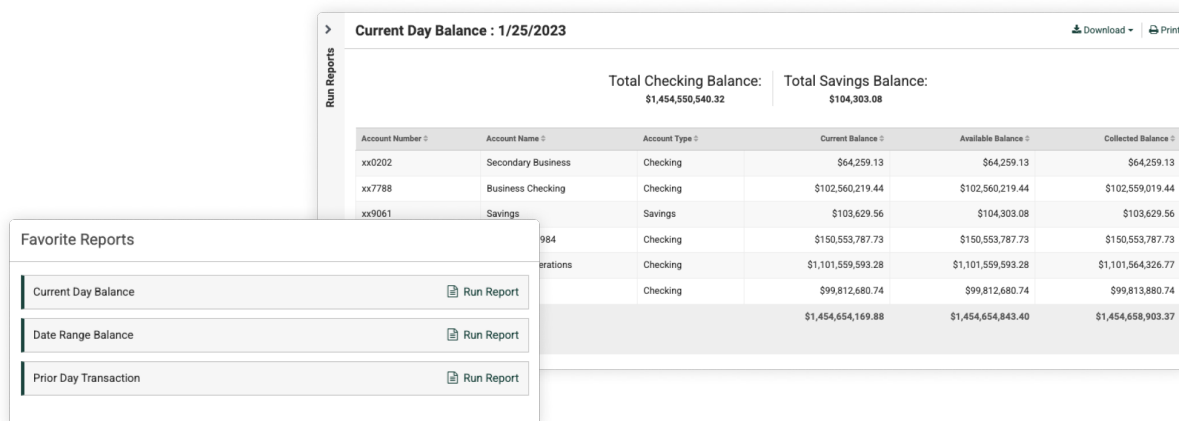 Run Reports
Current Day Balance : 1/25/2023
Download
Print
Total Checking Balance: Total Savings Balance:
$1,454,550,540.32 $104,303.08
Account Number Account Name Account Type Current Balance Available Balance Collected Balance
xx0202 Secondary Business Checking $64,259.13 $64,259.13 $64,259.13
xx7788 Business Checking Checking $102,560,219.44 $102,560,219.44 $102,559,019.44
xx9061 Savings Savings $103,629.56 $104,303.08 $103,629.56
984 Checking $150,553,787.73 $150,553,787.73 $150,553,787.73
erations Checking $1,101,559,593.28 $1,101,559,593.28 $1,101,564,326.77
Checking $99,812,680.74 $99,812,680.74 $99,813,880.74
$1,454,654,169.88 $1,454,654,843.40 $1,454,658,903.37
Favorite Reports
Current Day Balance Run Report
Date Range Balance Run Report
Prior Day Transaction Run Report